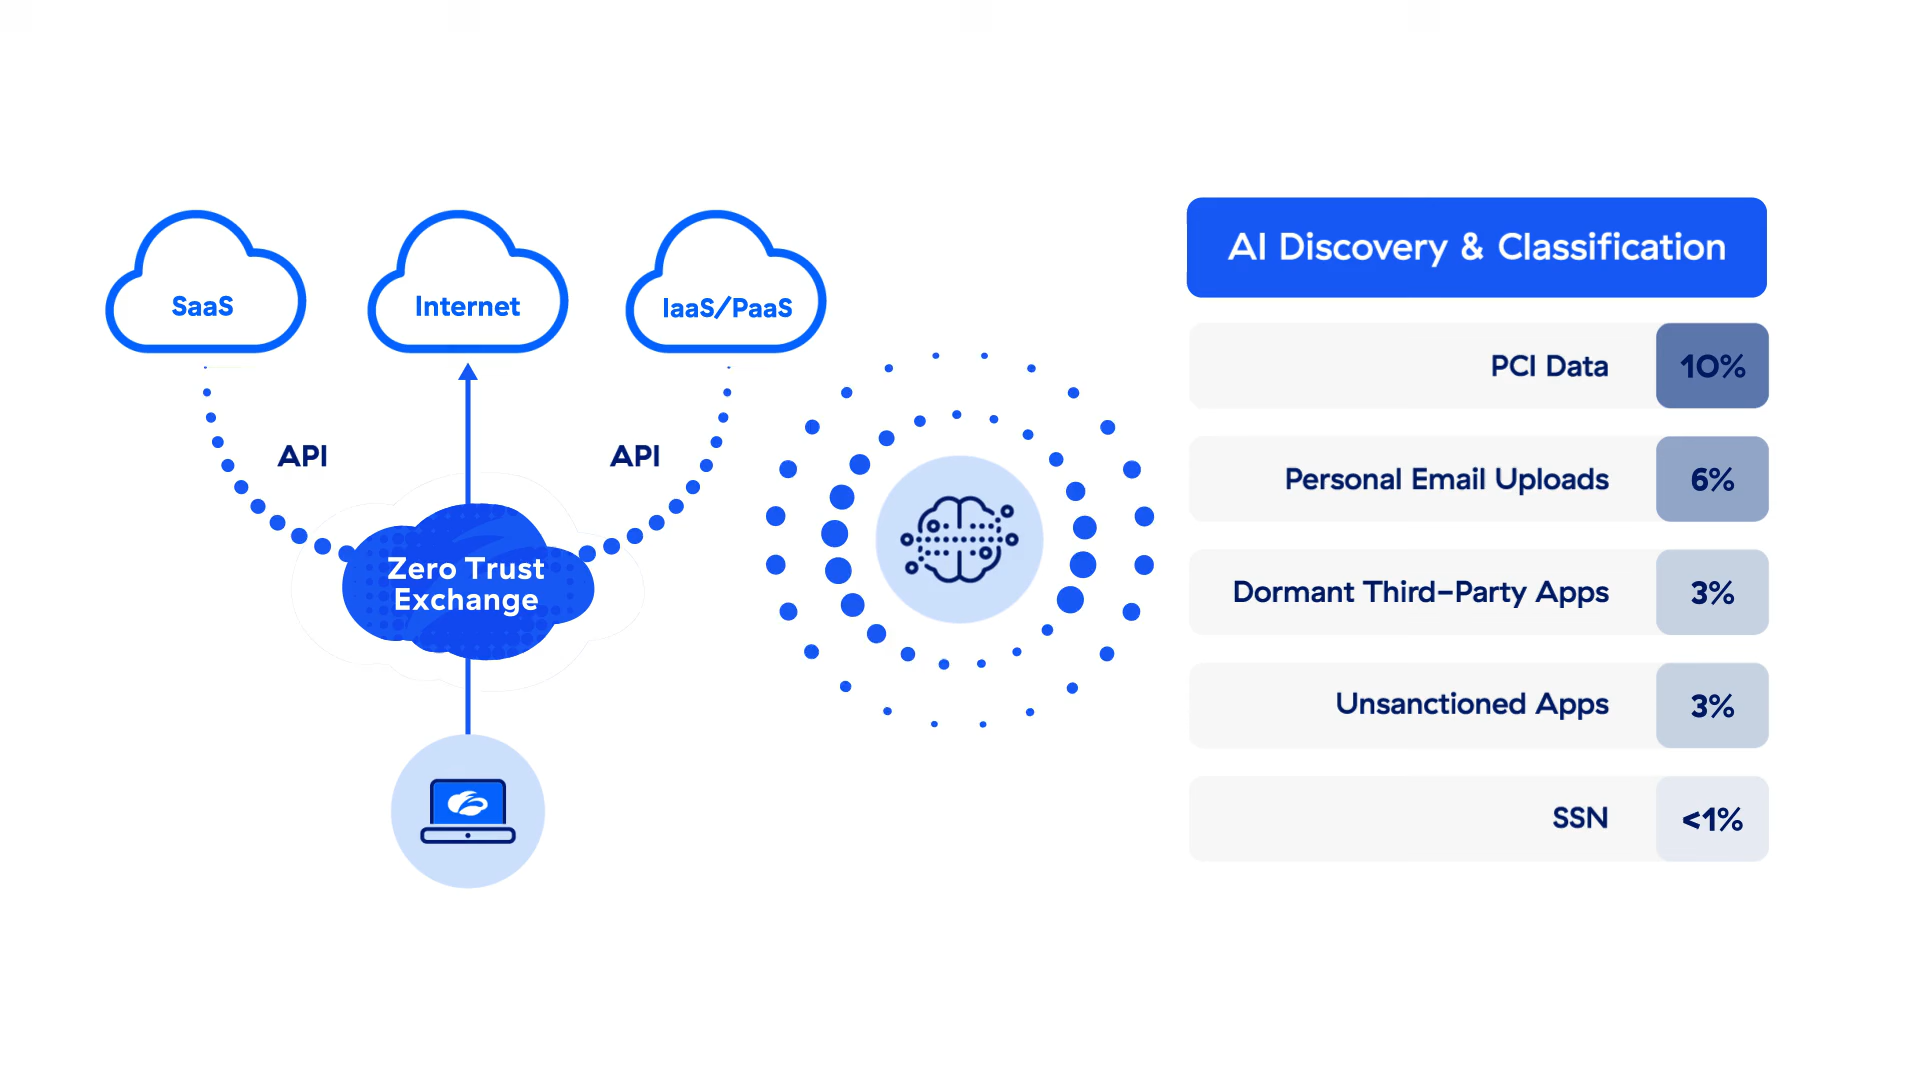 SaaS
Internet
IaaS/PaaS
API
API
Zero Trust
Exchange
AI Discovery & Classification
PCI Data
10%
Personal Email Uploads
6%
Dormant Third-Party Apps
3%
Unsanctioned Apps
3%
SSN
<1%